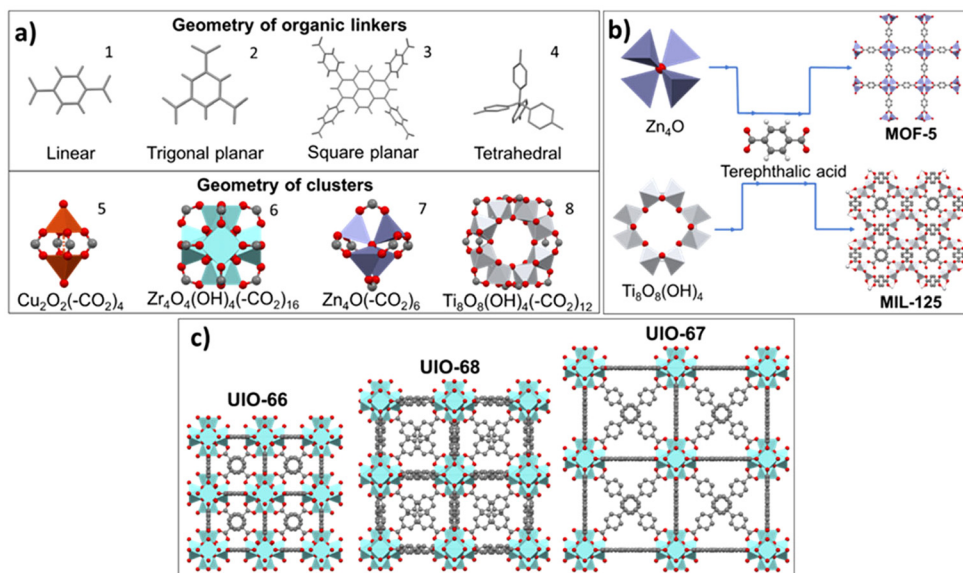 a)
Geometry of organic linkers
1
2
3
4
Linear
Trigonal planar
Square planar
Tetrahedral
Geometry of clusters
5
6
7
8
Cu₂O₂(-CO₂)₄
Zr₄O₄(OH)₄(-CO₂)₁₆
Zn₄O(-CO₂)₆
Ti₈O₈(OH)₄(-CO₂)₁₂
b)
Zn₄O
MOF-5
Terephthalic acid
Ti₈O₈(OH)₄
MIL-125
c)
UIO-66
UIO-68
UIO-67